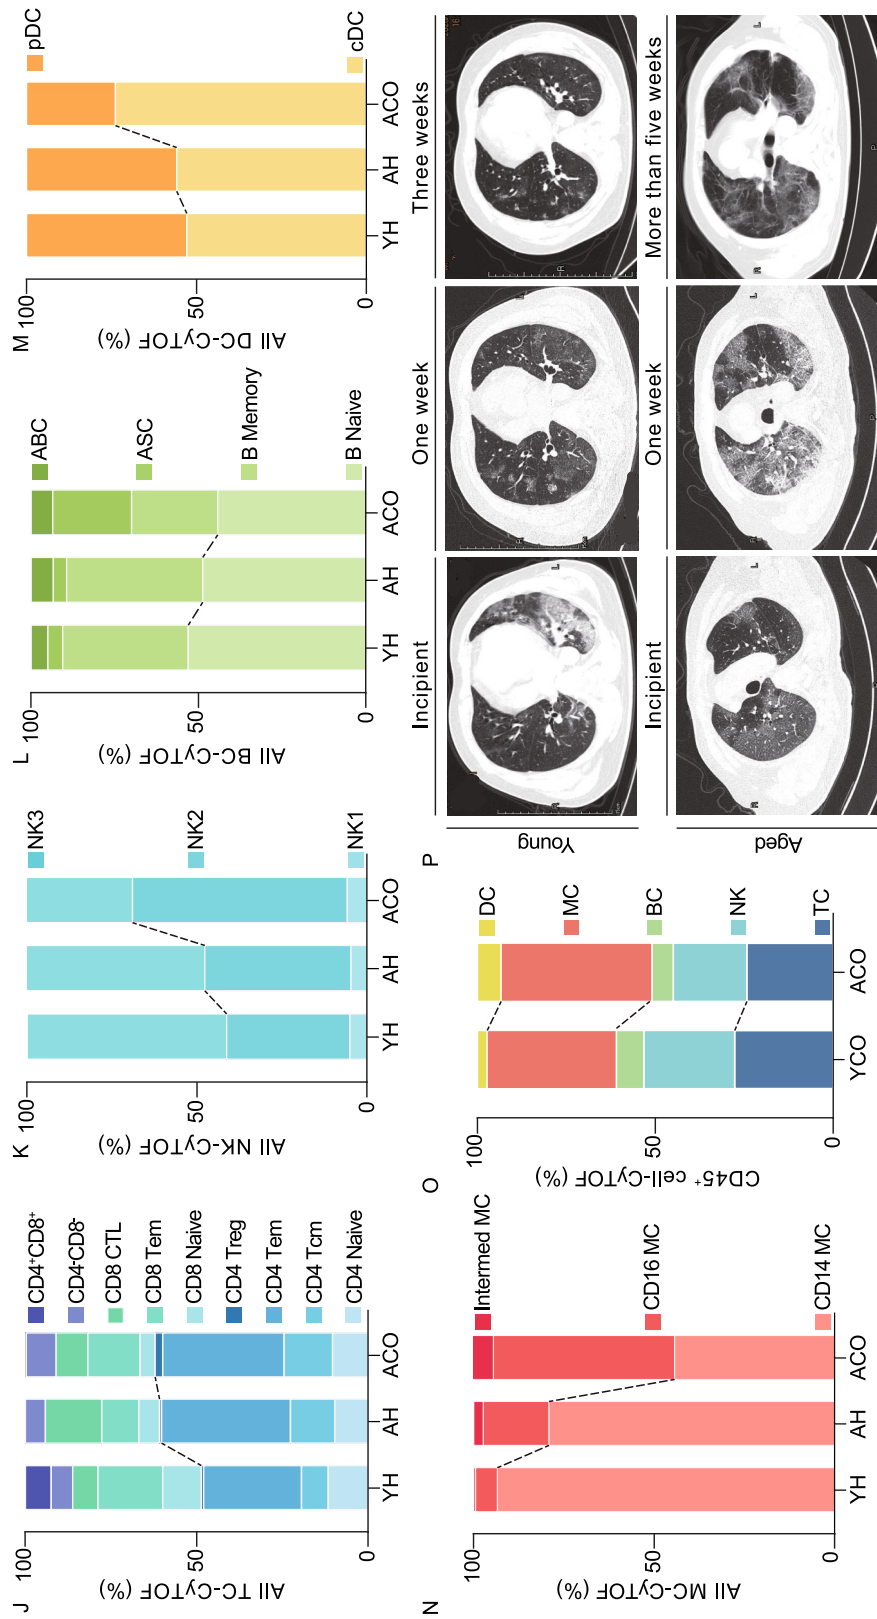 J
All TC-CyTOF (%)
100
50
0
YH
AH
ACO
CD4⁺CD8⁺
CD4⁻CD8⁻
CD8 CTL
CD8 Tem
CD8 Naive
CD4 Treg
CD4 Tem
CD4 Tcm
CD4 Naive
K
All NK-CyTOF (%)
100
50
0
YH
AH
ACO
NK3
NK2
NK1
L
All BC-CyTOF (%)
100
50
0
YH
AH
ACO
ABC
ASC
B Memory
B Naive
M
All DC-CyTOF (%)
100
50
0
YH
AH
ACO
pDC
cDC
N
All MC-CyTOF (%)
100
50
0
YH
AH
ACO
Intermed MC
CD16 MC
CD14 MC
O
CD45⁺ cell-CyTOF (%)
100
50
0
YCO
ACO
DC
MC
BC
NK
TC
P
Incipient
One week
Three weeks
Young
Incipient
One week
More than five weeks
Aged